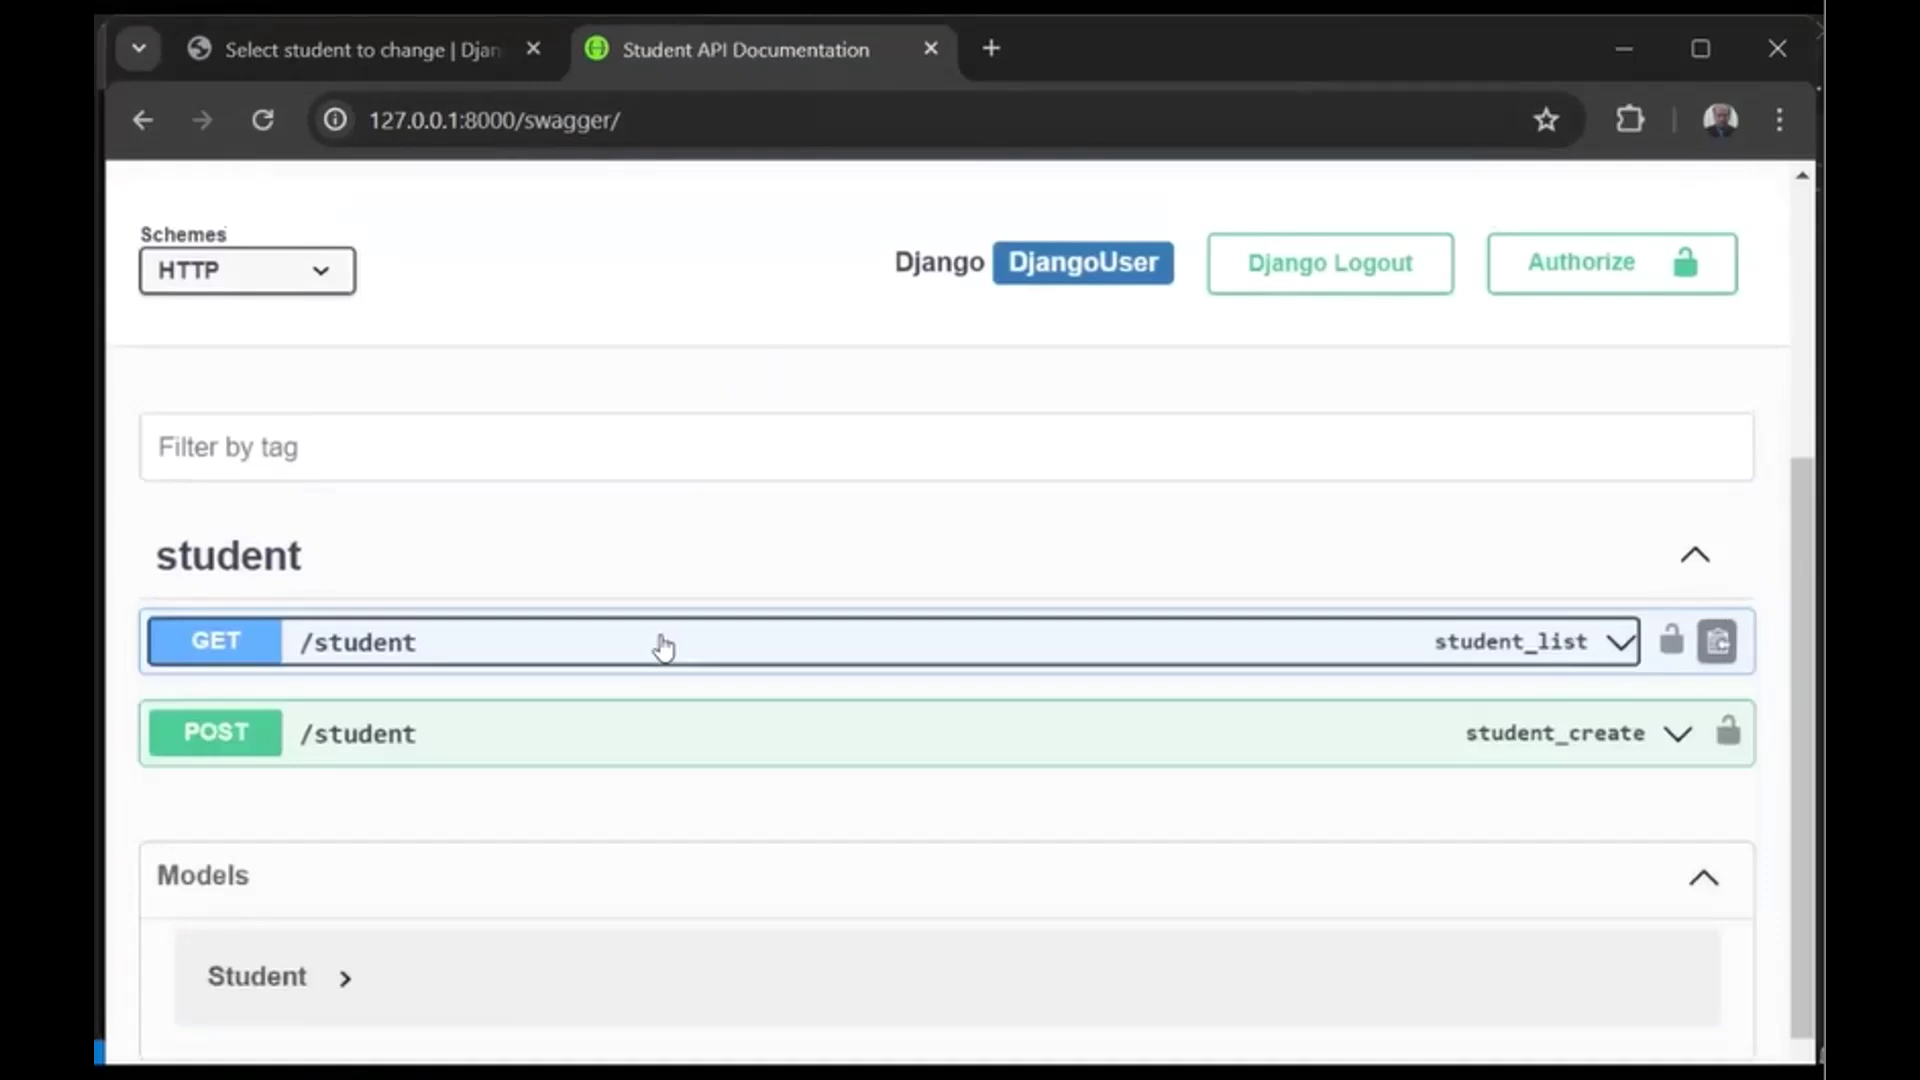 Select student to change | Djan
Student API Documentation
127.0.0.1:8000/swagger/
Schemes
HTTP
Django DjangoUser
Django Logout
Authorize
Filter by tag
student
GET /student student_list
POST /student student_create
Models
Student